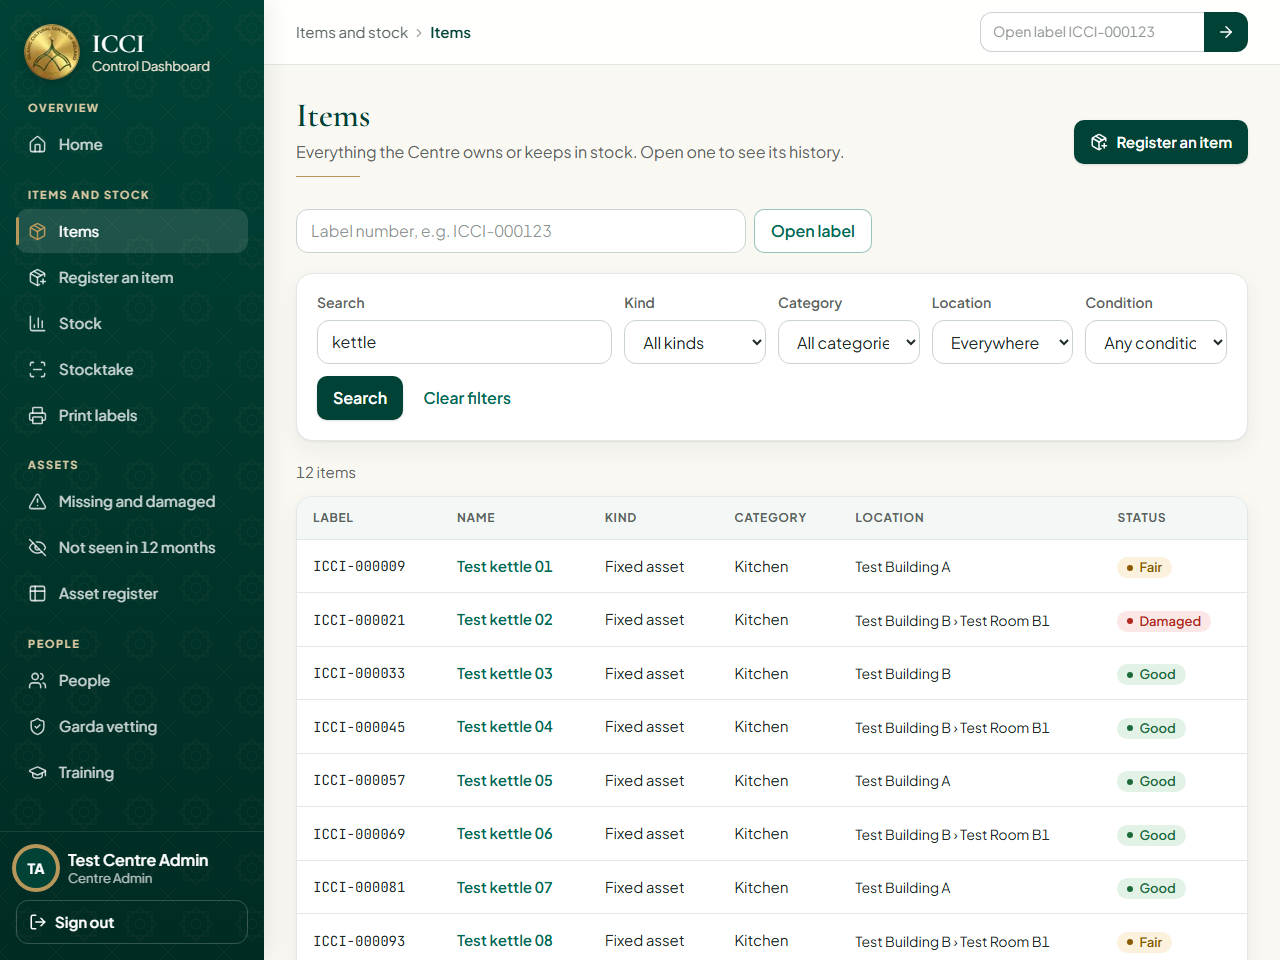 ICCI
Control Dashboard
OVERVIEW
Home
ITEMS AND STOCK
Items
Register an item
Stock
Stocktake
Print labels
ASSETS
Missing and damaged
Not seen in 12 months
Asset register
PEOPLE
People
Garda vetting
Training
TA
Test Centre Admin
Centre Admin
Sign out
Items and stock › Items
Open label ICCI-000123
Items
Everything the Centre owns or keeps in stock. Open one to see its history.
Register an item
Label number, e.g. ICCI-000123
Open label
Search Kind Category Location Condition
kettle All kinds All categorie Everywhere Any conditic
Search Clear filters
12 items
LABEL NAME KIND CATEGORY LOCATION STATUS
ICCI-000009 Test kettle 01 Fixed asset Kitchen Test Building A Fair
ICCI-000021 Test kettle 02 Fixed asset Kitchen Test Building B › Test Room B1 Damaged
ICCI-000033 Test kettle 03 Fixed asset Kitchen Test Building B Good
ICCI-000045 Test kettle 04 Fixed asset Kitchen Test Building B › Test Room B1 Good
ICCI-000057 Test kettle 05 Fixed asset Kitchen Test Building A Good
ICCI-000069 Test kettle 06 Fixed asset Kitchen Test Building B › Test Room B1 Good
ICCI-000081 Test kettle 07 Fixed asset Kitchen Test Building A Good
ICCI-000093 Test kettle 08 Fixed asset Kitchen Test Building B › Test Room B1 Fair